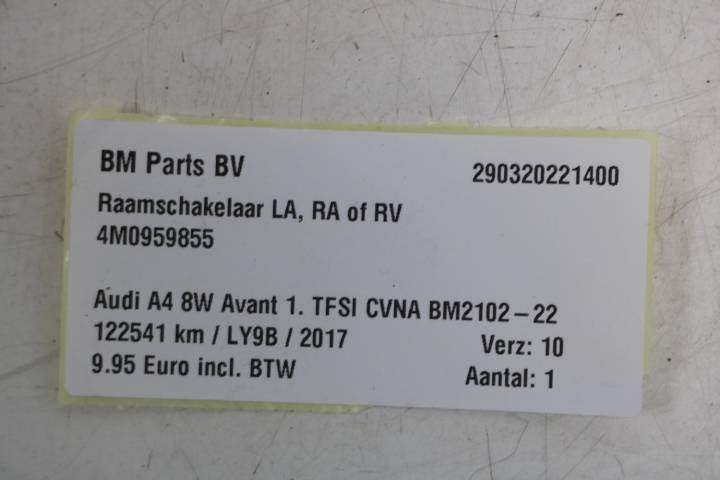 BM Parts BV 290320221400
Raamschakelaar LA, RA of RV
4M0959855
Audi A4 8W Avant 1. TFSI CVNA BM2102-22
122541 km / LY9B / 2017 Verz: 10
9.95 Euro incl. BTW Aantal: 1